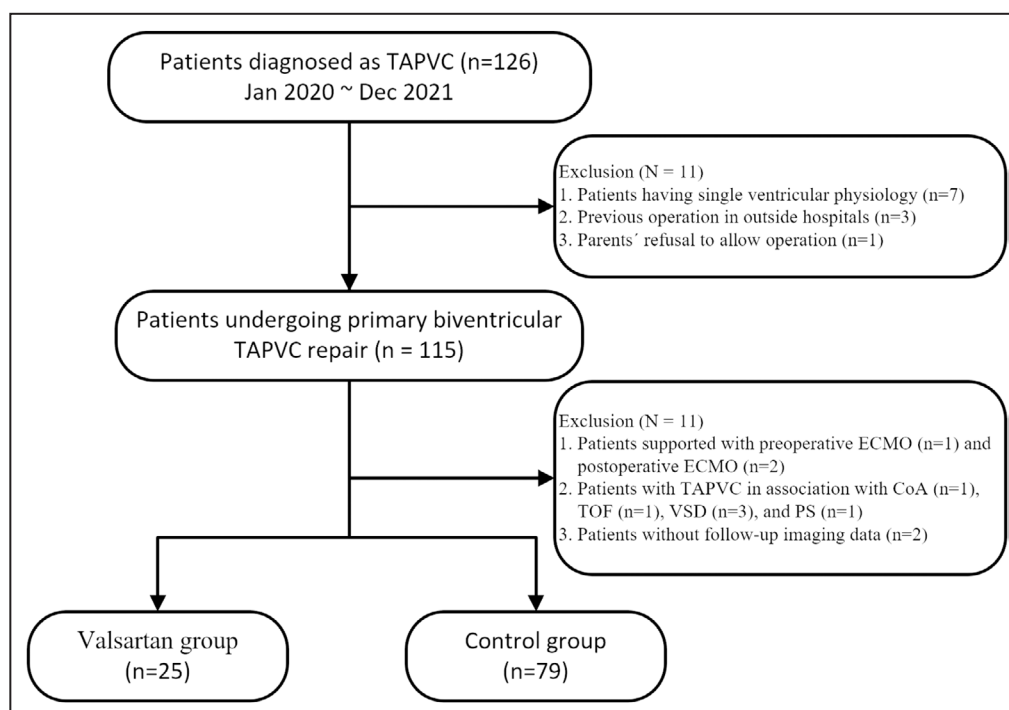 Patients diagnosed as TAPVC (n=126)
Jan 2020 ~ Dec 2021
Exclusion (N = 11)
1. Patients having single ventricular physiology (n=7)
2. Previous operation in outside hospitals (n=3)
3. Parents´ refusal to allow operation (n=1)
Patients undergoing primary biventricular
TAPVC repair (n = 115)
Exclusion (N = 11)
1. Patients supported with preoperative ECMO (n=1) and
postoperative ECMO (n=2)
2. Patients with TAPVC in association with CoA (n=1),
TOF (n=1), VSD (n=3), and PS (n=1)
3. Patients without follow-up imaging data (n=2)
Valsartan group
(n=25)
Control group
(n=79)